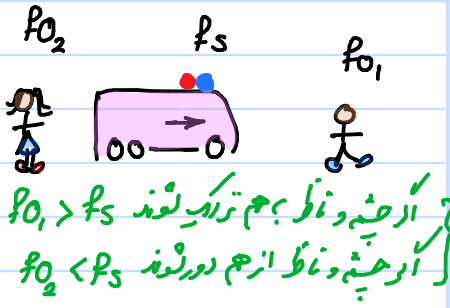 fO₂ fS fO₁
اگر چشمه و ناظر به هم نزدیک شوند fO₁ > fS
اگر چشمه و ناظر از هم دور شوند fO₂ < fS